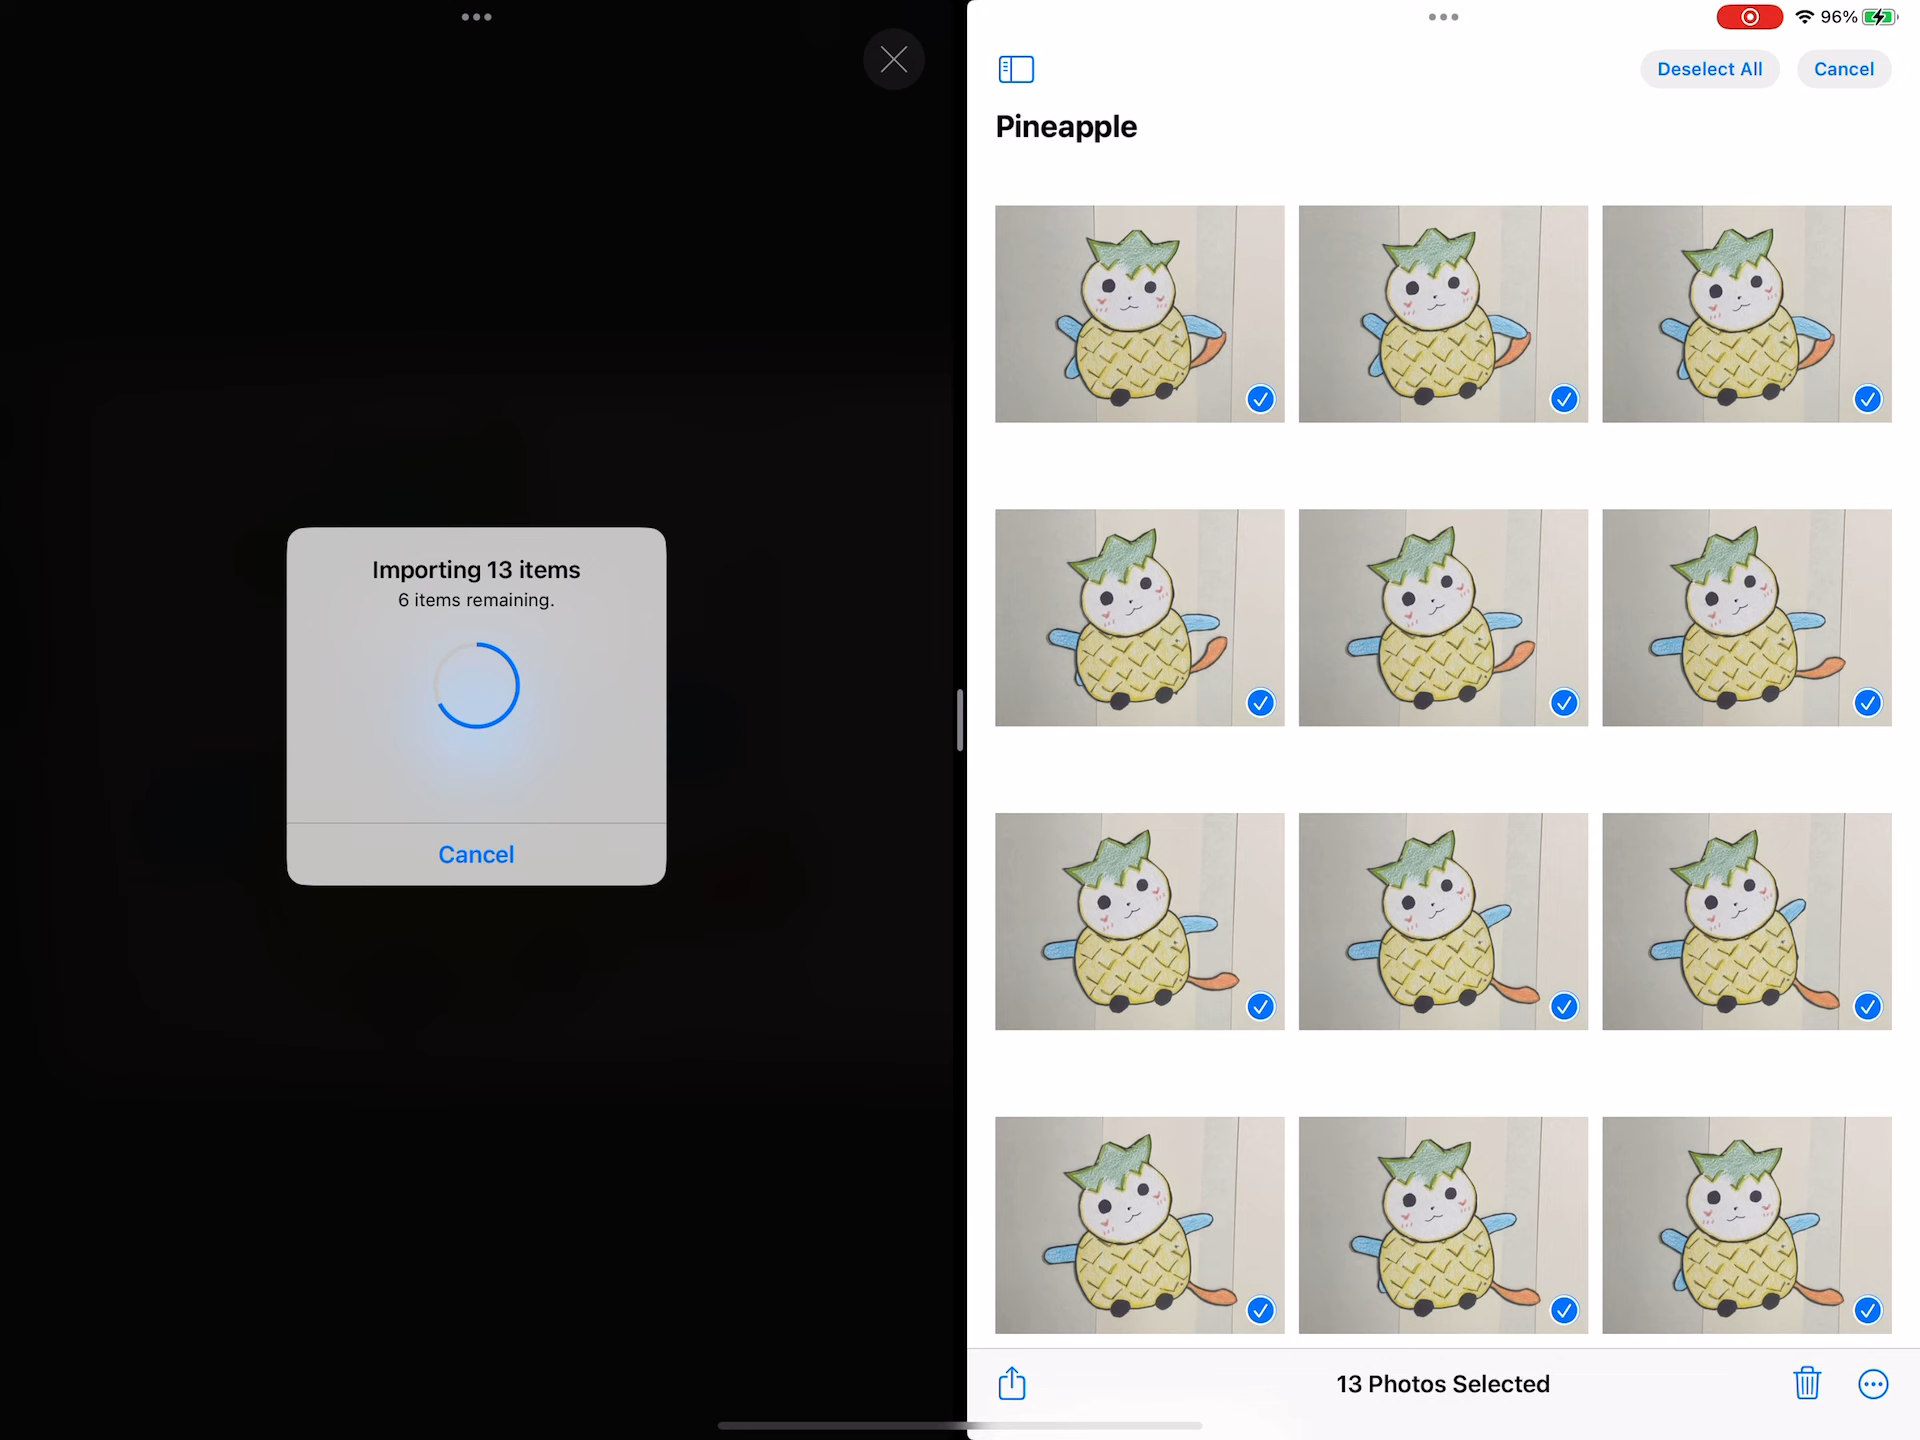 96%
Deselect All
Cancel
Pineapple
Importing 13 items
6 items remaining.
Cancel
13 Photos Selected